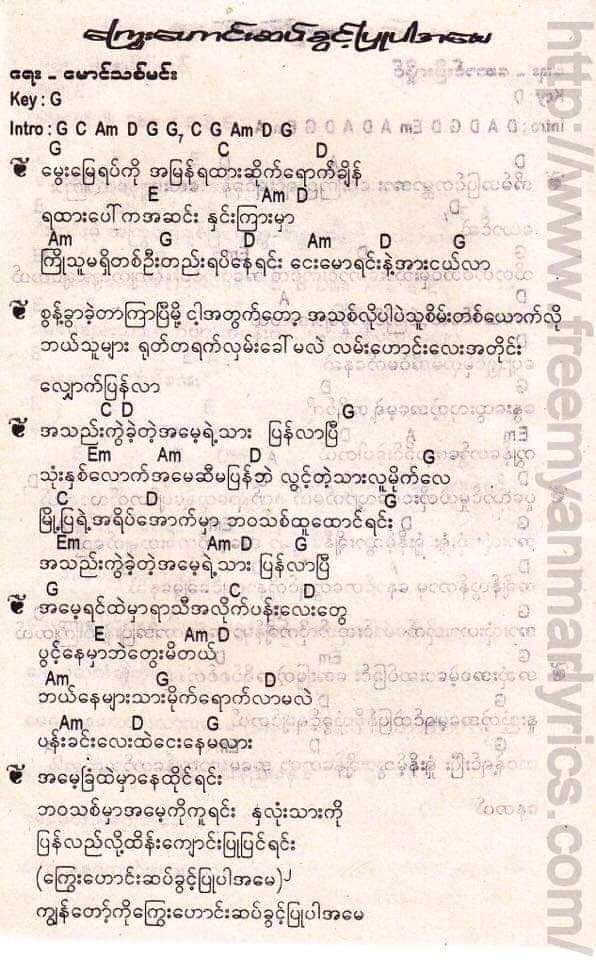 ကြွေးဟောင်းဆပ်ခွင့်ပြုပါအမေ
ရေး - မောင်သစ်မင်း
Key : G
Intro : G C Am D G G7 C G Am D G
G C D
မွေးမြေရပ်ကို အမြန်ရထားဆိုက်ရောက်ချိန်
E Am D
ရထားပေါ်ကအဆင်း နှင်းကြားမှာ
Am G D Am D G
ကြိုသူမရှိတစ်ဦးတည်းရပ်နေရင်း ငေးမောရင်းနဲ့အားငယ်လာ
စွန့်ခွာခဲ့တာကြာပြီမို့ ငါ့အတွက်တော့ အသစ်လိုပါပဲသူစိမ်းတစ်ယောက်လို
ဘယ်သူများ ရုတ်တရက်လှမ်းခေါ်မလဲ လမ်းဟောင်းလေးအတိုင်း
လျှောက်ပြန်လာ
C D G
အသည်းကွဲခဲ့တဲ့အမေ့ရဲ့သား ပြန်လာပြီ
Em Am D G
သုံးနှစ်လောက်အမေဆီမပြန်ဘဲ လွင့်တဲ့သားလူမိုက်လေ
C D G
မြို့ပြရဲ့အရိပ်အောက်မှာ ဘဝသစ်ထူထောင်ရင်း
Em Am D G
အသည်းကွဲခဲ့တဲ့အမေ့ရဲ့သား ပြန်လာပြီ
G C D
အမေ့ရင်ထဲမှာရာသီအလိုက်ပန်းလေးတွေ
E Am D
ပွင့်နေမှာဘဲတွေးမိတယ်
Am G D
ဘယ်နေများသားမိုက်ရောက်လာမလဲ
Am D G
ပန်းခင်းလေးထဲငေးနေမလား
အမေ့ခြံထဲမှာနေထိုင်ရင်း
ဘဝသစ်မှာအမေ့ကိုကူရင်း နှလုံးသားကို
ပြန်လည်လို့ထိန်းကျောင်းပြုပြင်ရင်း
(ကြွေးဟောင်းဆပ်ခွင့်ပြုပါအမေ)၂
ကျွန်တော့်ကိုကြွေးဟောင်းဆပ်ခွင့်ပြုပါအမေ
http://www.freemyanmarlyrics.com/